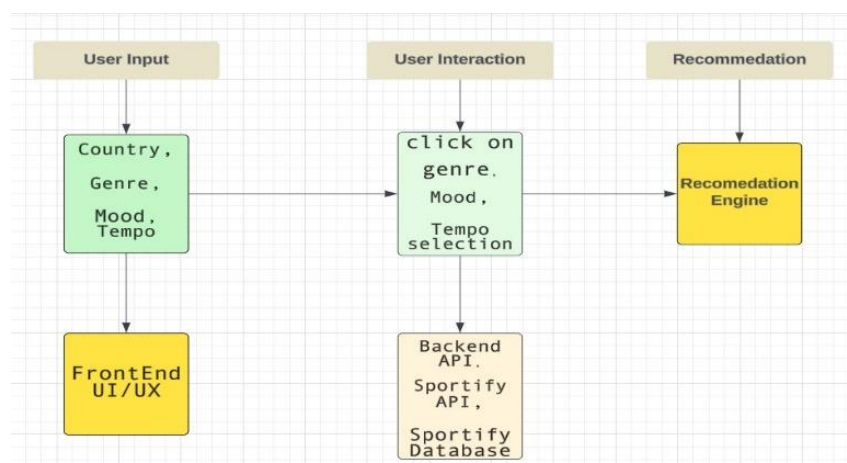 User Input
User Interaction
Recommedation
Country,
Genre,
Mood,
Tempo
click on
genre.
Mood,
Tempo
selection
Recomedation
Engine
FrontEnd
UI/UX
Backend
API.
Sportify
API,
Sportify
Database